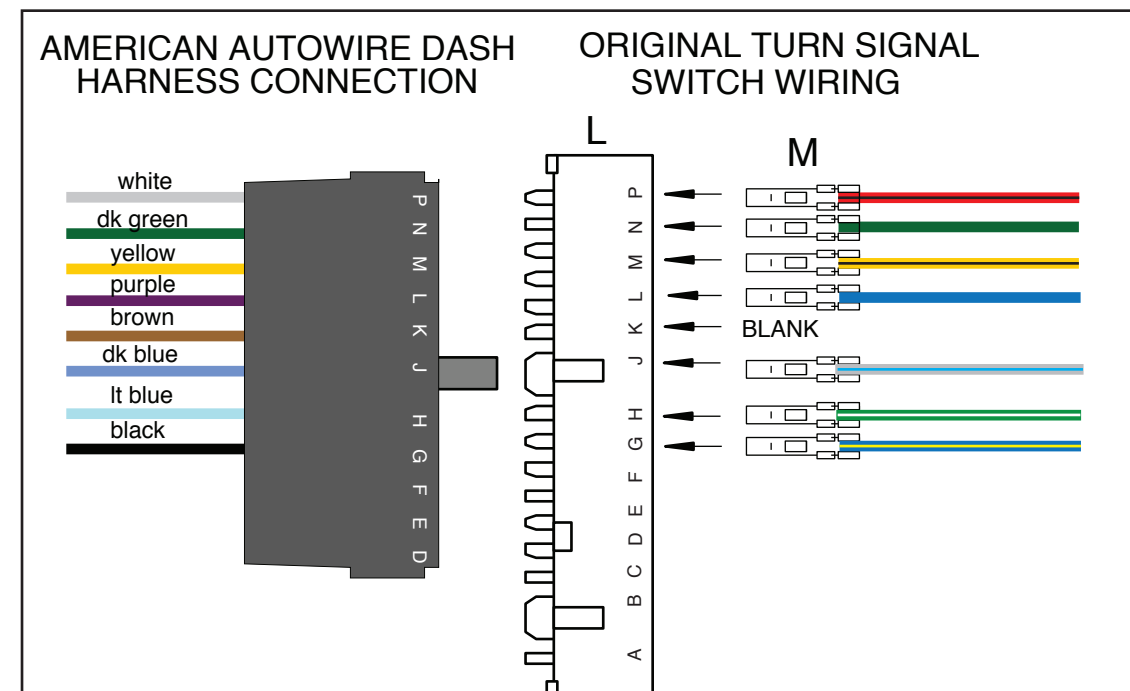 AMERICAN AUTOWIRE DASH
HARNESS CONNECTION
white
dk green
yellow
purple
brown
dk blue
lt blue
black
P
N
M
L
K
J
H
G
F
E
D
ORIGINAL TURN SIGNAL
SWITCH WIRING
L
M
P
N
M
L
K
J
H
G
F
E
D
C
B
A
BLANK